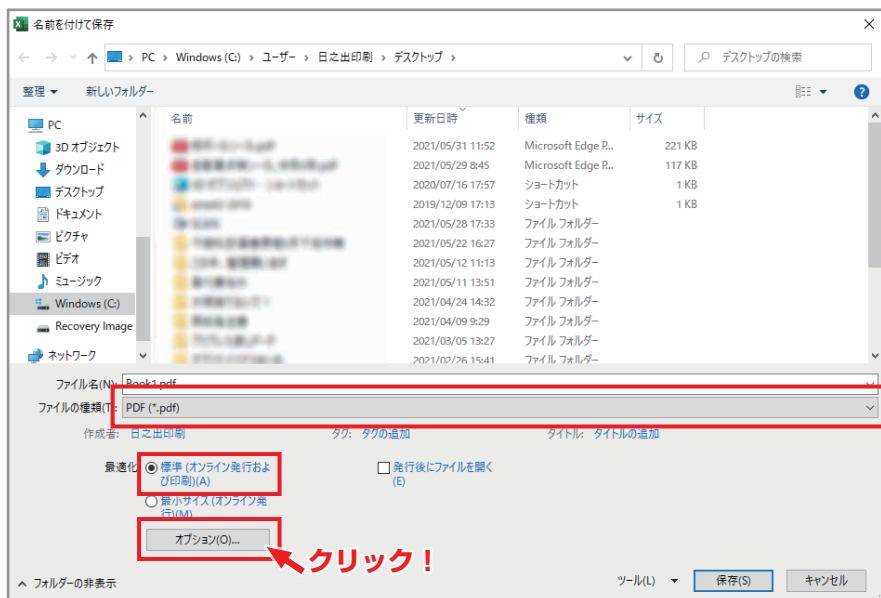 名前を付けて保存
PC › Windows (C:) › ユーザー › 日之出印刷 › デスクトップ ›
デスクトップの検索
整理 新しいフォルダー
名前 更新日時 種類 サイズ
PC
3D オブジェクト
ダウンロード
デスクトップ
ドキュメント
ピクチャ
ビデオ
ミュージック
Windows (C:)
Recovery Image
ネットワーク
2021/05/31 11:52 Microsoft Edge P... 221 KB
2021/05/29 8:45 Microsoft Edge P... 117 KB
2020/07/16 17:57 ショートカット 1 KB
2019/12/09 17:13 ショートカット 1 KB
2021/05/28 17:33 ファイル フォルダー
2021/05/22 16:27 ファイル フォルダー
2021/05/12 11:13 ファイル フォルダー
2021/05/11 13:51 ファイル フォルダー
2021/04/24 14:32 ファイル フォルダー
2021/04/09 9:29 ファイル フォルダー
2021/03/05 13:27 ファイル フォルダー
2021/02/26 15:41 ファイル フォルダー
ファイル名(N): Book1.pdf
ファイルの種類(T): PDF (*.pdf)
作成者: 日之出印刷 タグ: タグの追加 タイトル: タイトルの追加
最適化 標準 (オンライン発行およ
び印刷)(A)
最小サイズ (オンライン発
行)(M)
発行後にファイルを開く
(E)
オプション(O)...
クリック！
フォルダーの非表示
ツール(L) 保存(S) キャンセル